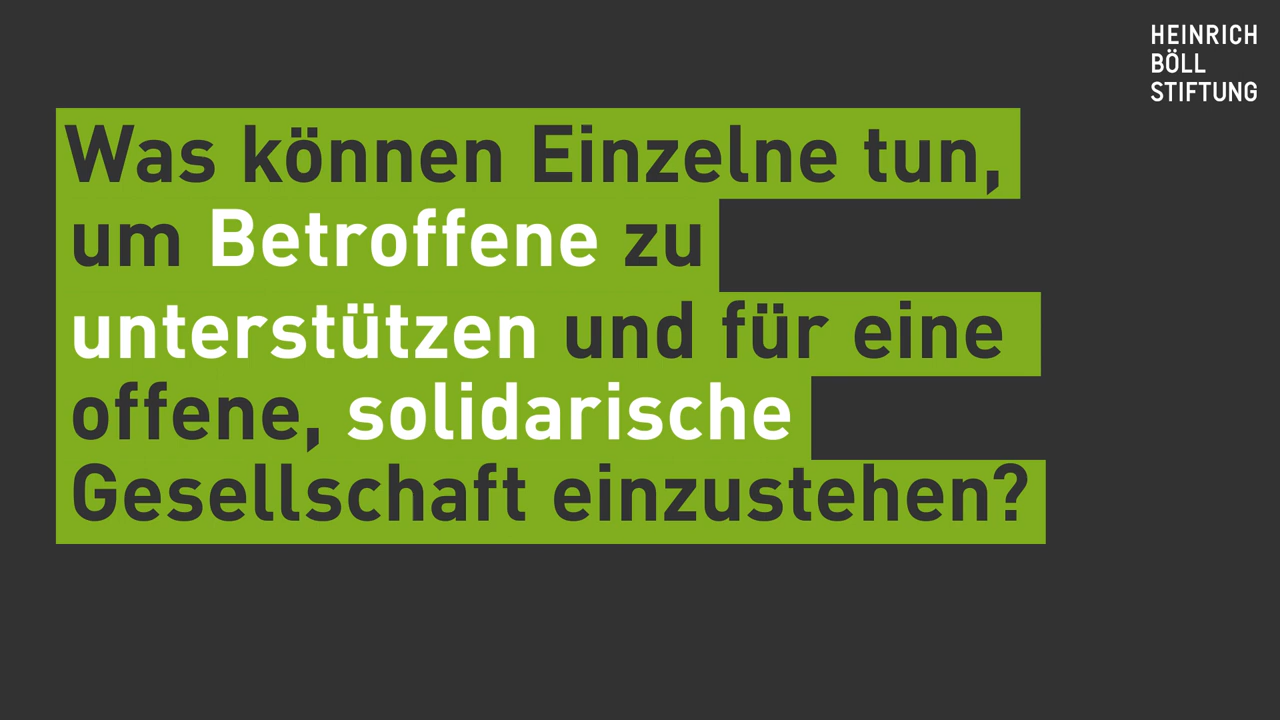 HEINRICH
BÖLL
STIFTUNG
Was können Einzelne tun,
um Betroffene zu
unterstützen und für eine
offene, solidarische
Gesellschaft einzustehen?